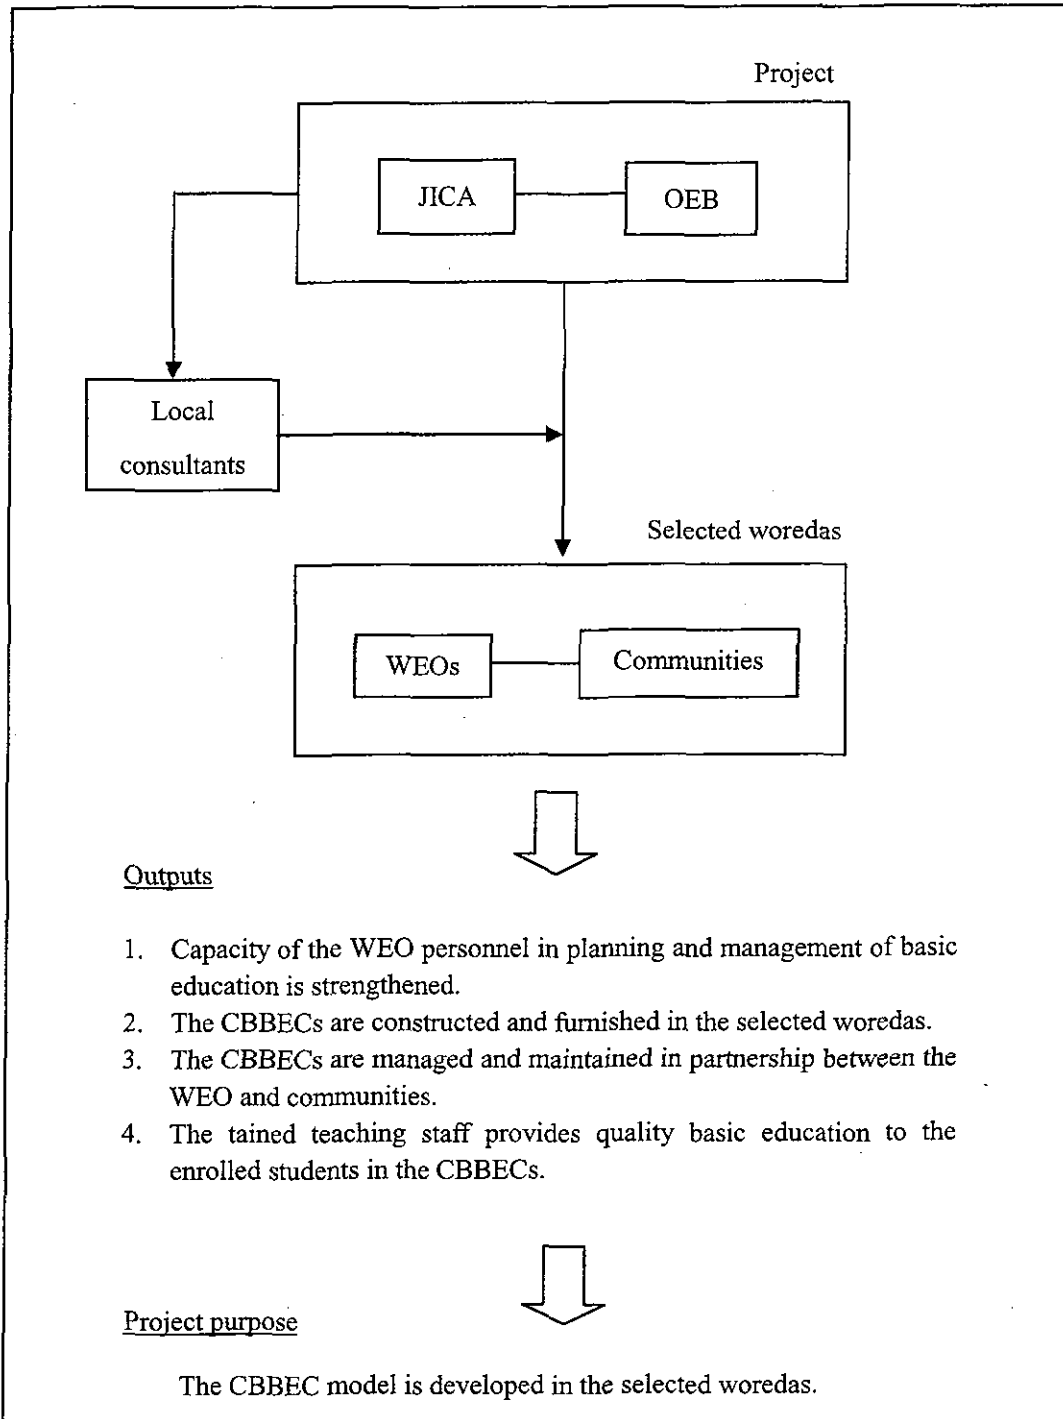 Project
JICA
OEB
Local
consultants
Selected woredas
WEOs
Communities
Outputs
1. Capacity of the WEO personnel in planning and management of basic
education is strengthened.
2. The CBBECs are constructed and furnished in the selected woredas.
3. The CBBECs are managed and maintained in partnership between the
WEO and communities.
4. The tained teaching staff provides quality basic education to the
enrolled students in the CBBECs.
Project purpose
The CBBEC model is developed in the selected woredas.